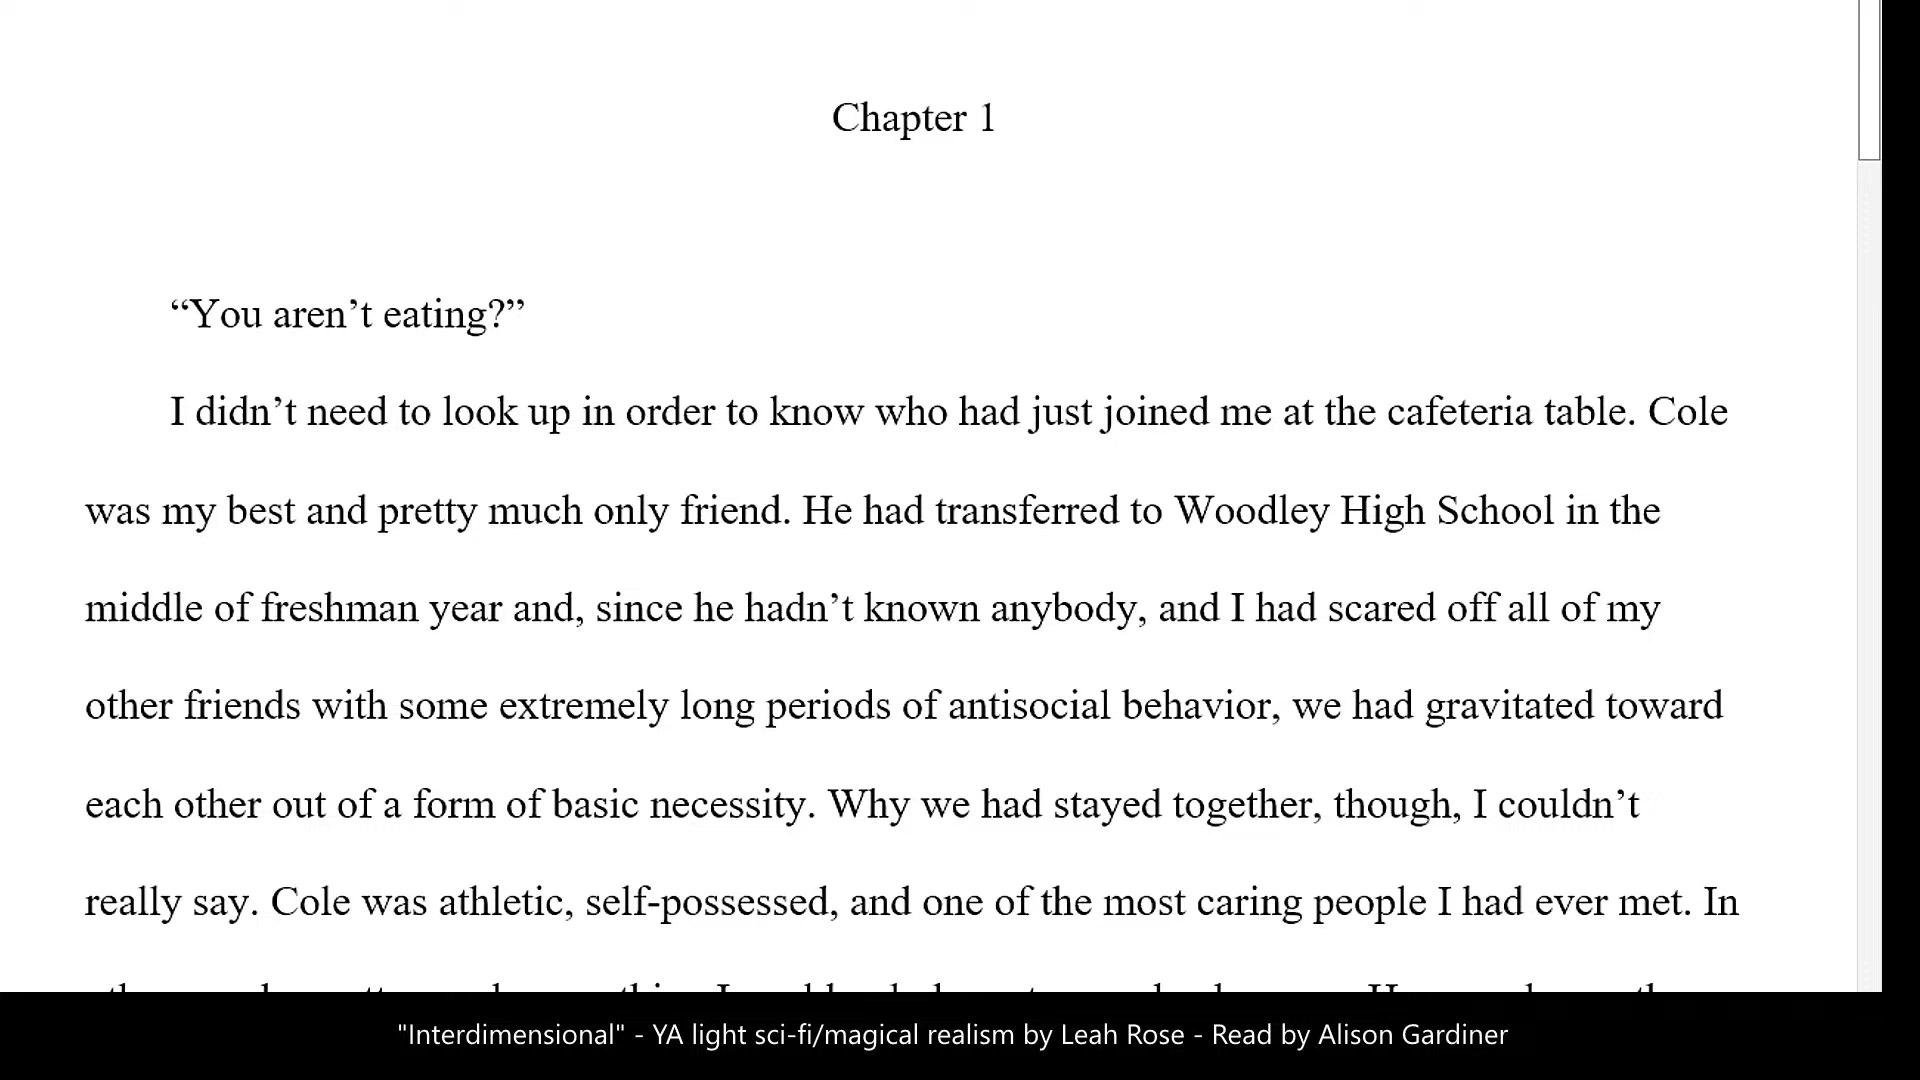 Chapter 1
“You aren’t eating?”
I didn’t need to look up in order to know who had just joined me at the cafeteria table. Cole
was my best and pretty much only friend. He had transferred to Woodley High School in the
middle of freshman year and, since he hadn’t known anybody, and I had scared off all of my
other friends with some extremely long periods of antisocial behavior, we had gravitated toward
each other out of a form of basic necessity. Why we had stayed together, though, I couldn’t
really say. Cole was athletic, self-possessed, and one of the most caring people I had ever met. In
"Interdimensional" - YA light sci-fi/magical realism by Leah Rose - Read by Alison Gardiner